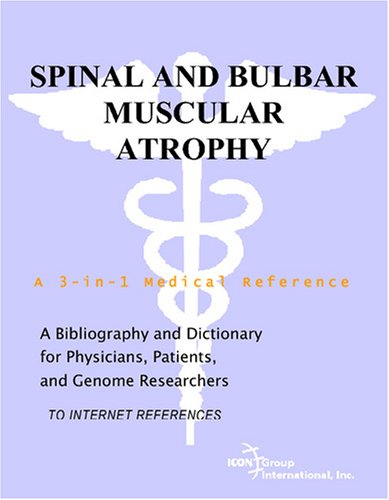 SPINAL AND BULBAR
MUSCULAR
ATROPHY
A 3-in-1 Medical Reference
A Bibliography and Dictionary
for Physicians, Patients,
and Genome Researchers
TO INTERNET REFERENCES
ICON Group
International, Inc.